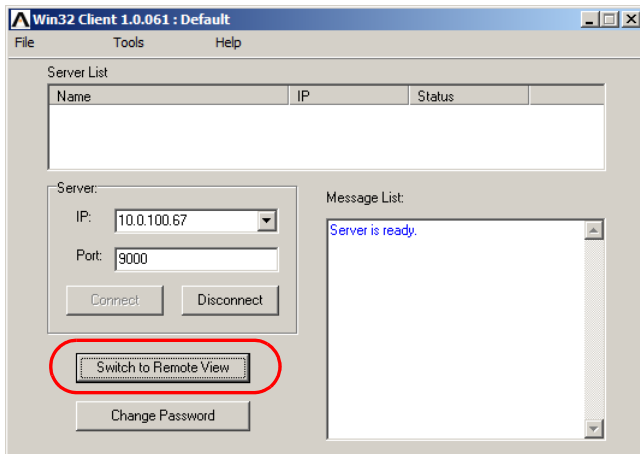 Win32 Client 1.0.061 : Default
File Tools Help
Server List
Name IP Status
Server:
IP: 10.0.100.67
Port: 9000
Connect Disconnect
Switch to Remote View
Change Password
Message List:
Server is ready.